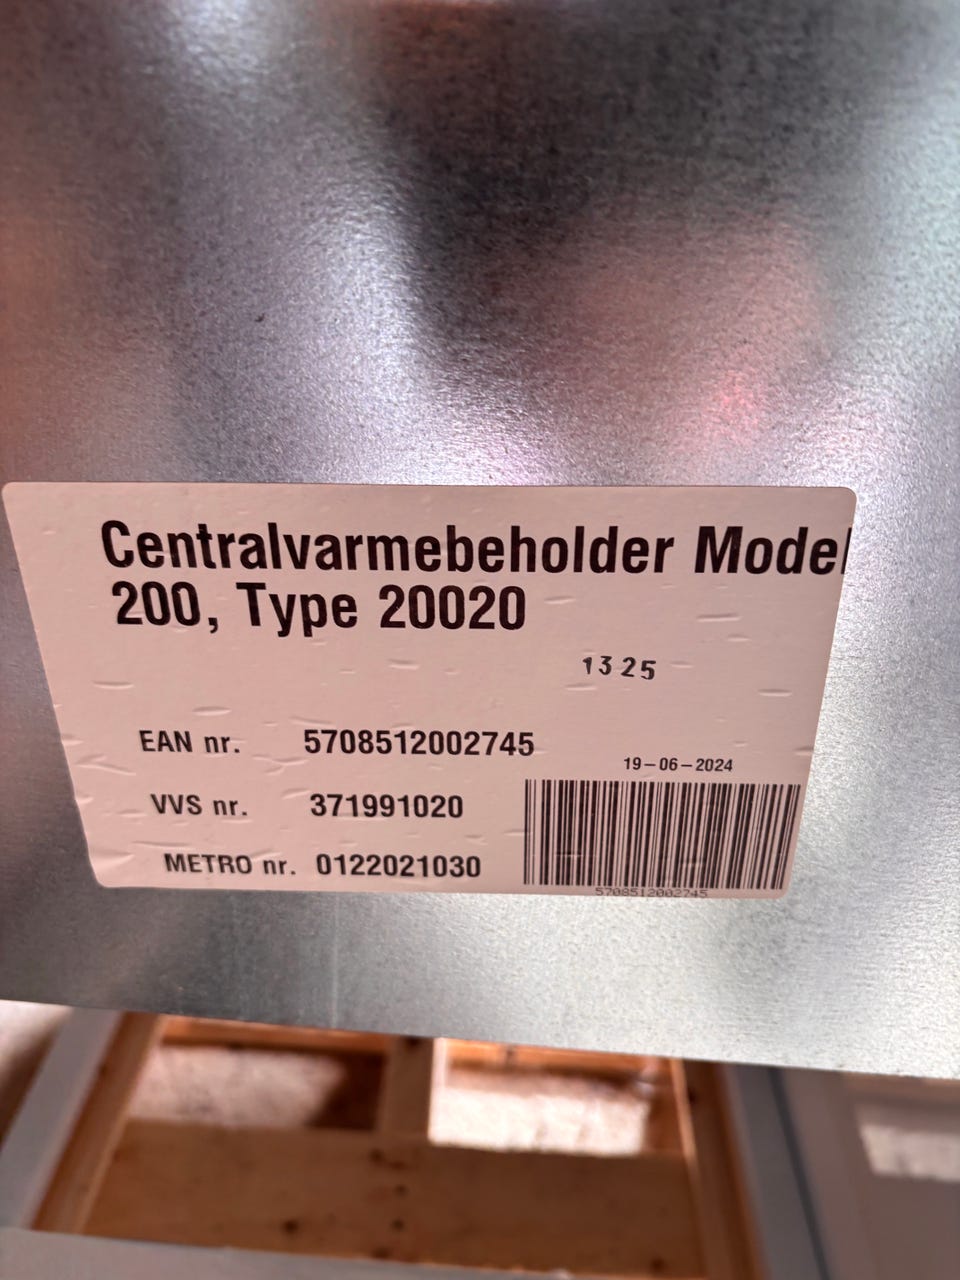 Centralvarmebeholder Model
200, Type 20020
1325
EAN nr. 5708512002745
19-06-2024
VVS nr. 371991020
METRO nr. 0122021030
5708512002745